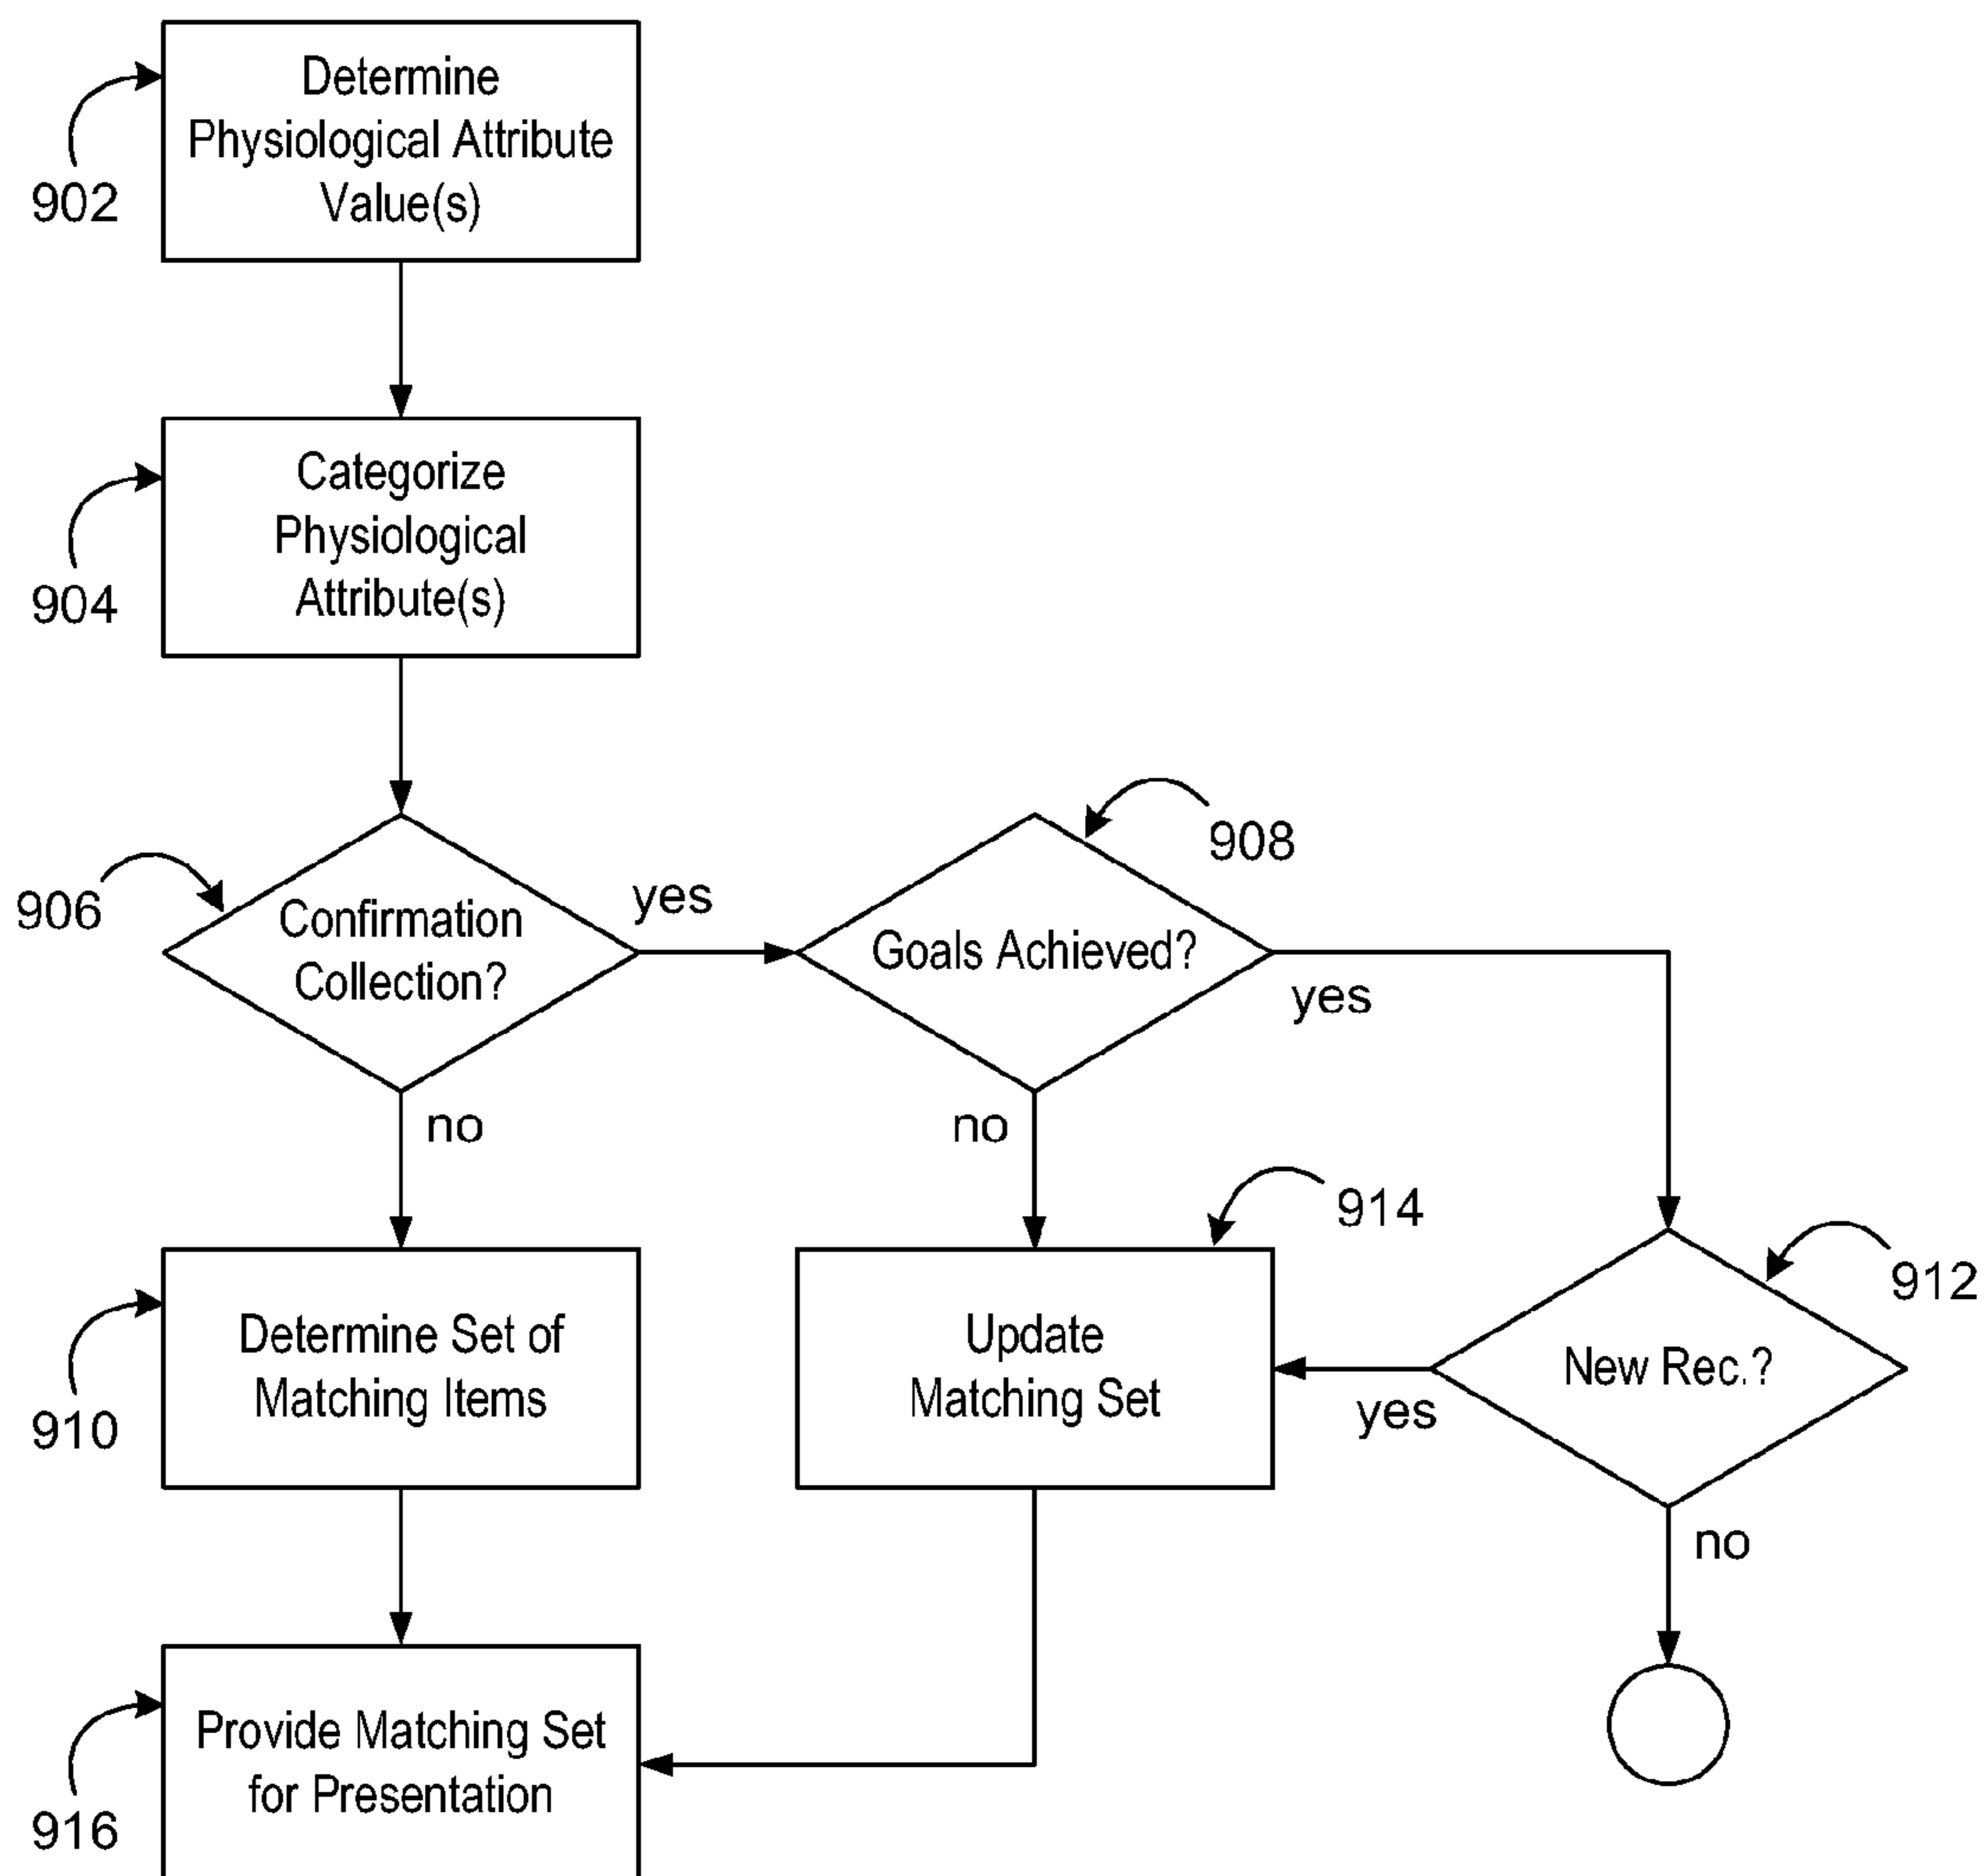 Determine
Physiological Attribute
Value(s)
902
Categorize
Physiological
Attribute(s)
904
906
Confirmation
Collection?
yes
no
908
Goals Achieved?
yes
no
910
Determine Set of
Matching Items
914
Update
Matching Set
912
New Rec.?
yes
no
916
Provide Matching Set
for Presentation